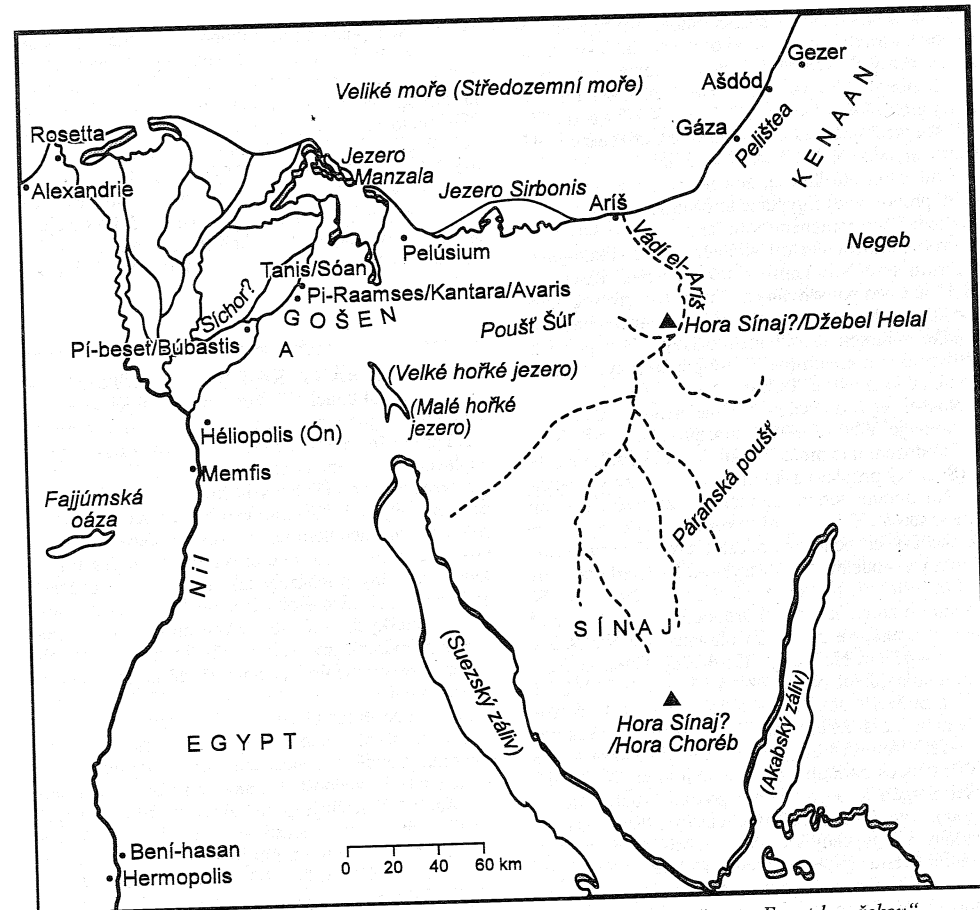 Gezer
Veliké moře (Středozemní moře)
Ašdód
KENAAN
Rosetta
Gáza
Pelištea
Jezero
Manzala
Alexandrie
Jezero Sirbonis
Aríš
Vádí el-Aríš
Negeb
Pelúsium
Tanis/Sóan
Síchor?
Pi-Raamses/Kantara/Avaris
GOŠEN
Poušť Šúr
Hora Sínaj?/Džebel Helal
Pí-beset/Búbastis
A
(Velké hořké jezero)
(Malé hořké
jezero)
Héliopolis (Ón)
Memfis
Páranská poušť
Fajjúmská
oáza
Nil
SÍNAJ
(Suezský záliv)
Hora Sínaj?
/Hora Choréb
(Akabský záliv)
EGYPT
0 20 40 60 km
Bení-hasan
Hermopolis